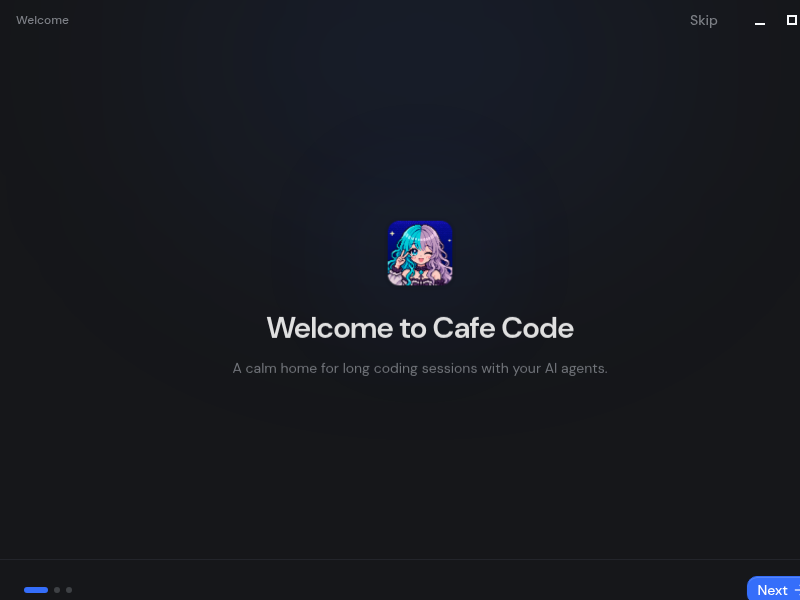 Welcome
Skip
Welcome to Cafe Code
A calm home for long coding sessions with your AI agents.
Next